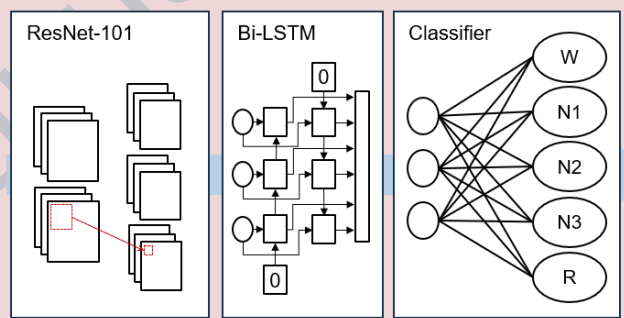 ResNet-101
Bi-LSTM
0
0
Classifier
W
N1
N2
N3
R